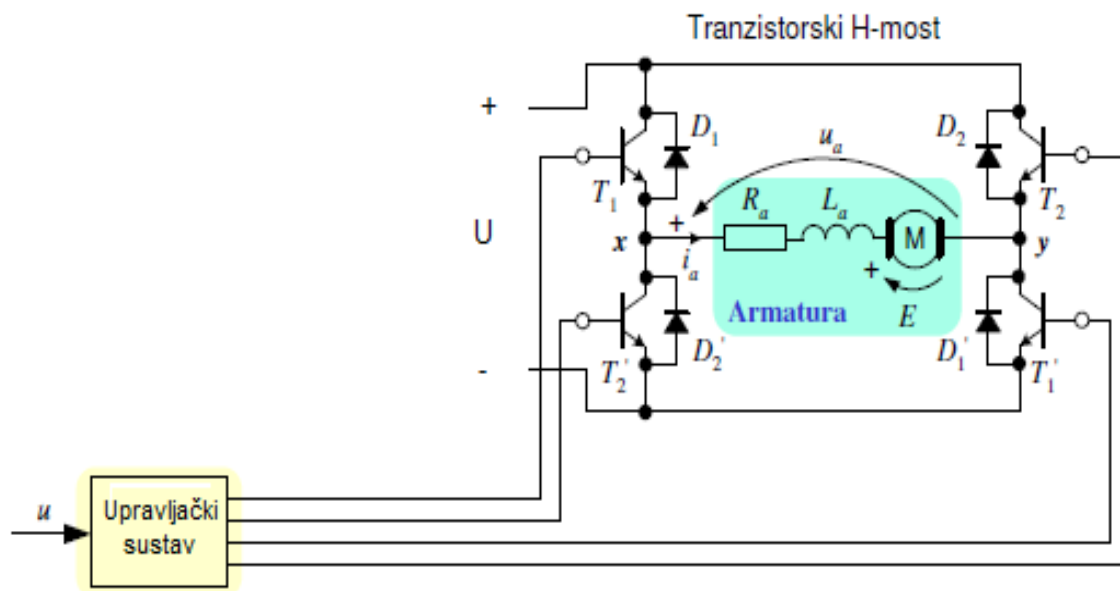 Tranzistorski H-most
+
D₁
D₂
uₐ
T₁
Rₐ
Lₐ
T₂
U
+
x
M
y
iₐ
+
Armatura
E
-
T₂'
D₂'
D₁'
T₁'
u
Upravljački
sustav